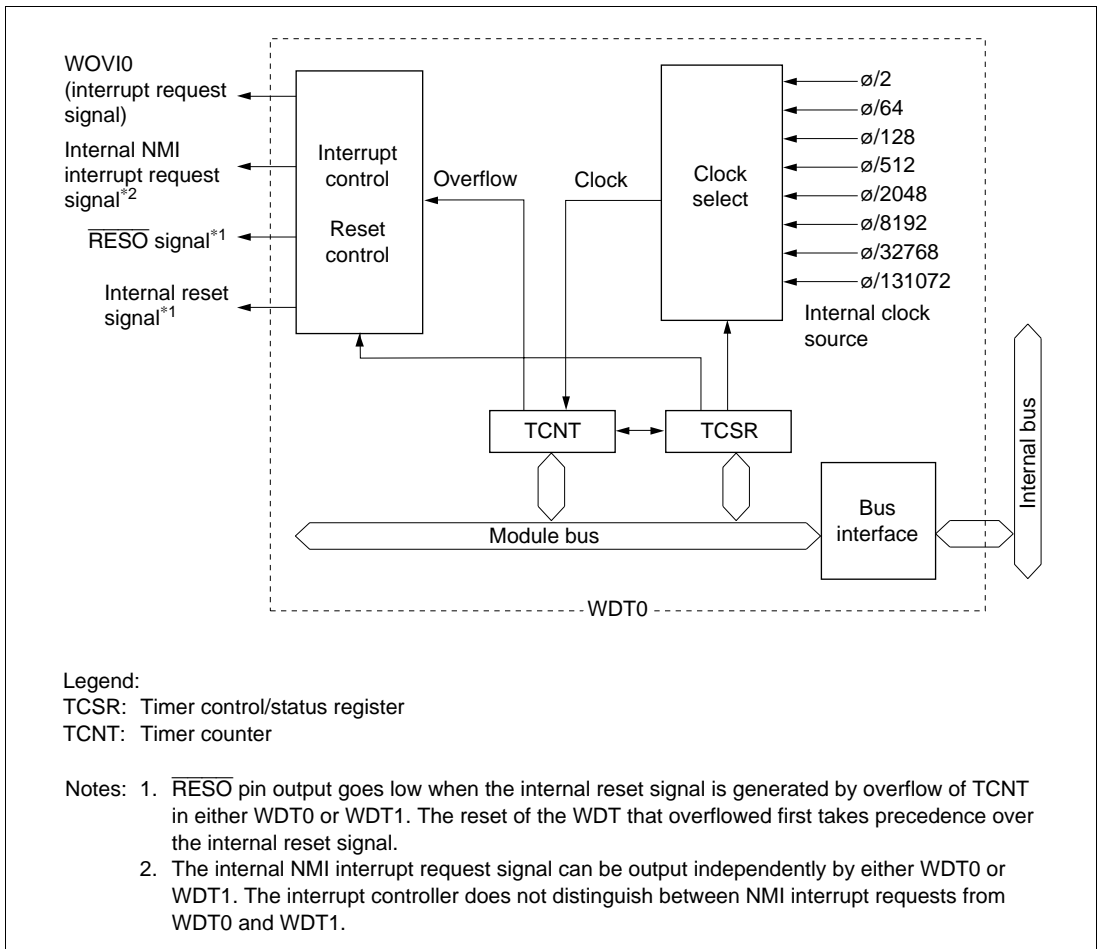 WOVI0
(interrupt request
signal)
Internal NMI
interrupt request
signal*2
RESO signal*1
Internal reset
signal*1
Interrupt
control
Reset
control
Overflow
Clock
Clock
select
ø/2
ø/64
ø/128
ø/512
ø/2048
ø/8192
ø/32768
ø/131072
Internal clock
source
TCNT
TCSR
Module bus
Bus
interface
Internal bus
WDT0
Legend:
TCSR: Timer control/status register
TCNT: Timer counter
Notes: 1. RESO pin output goes low when the internal reset signal is generated by overflow of TCNT
in either WDT0 or WDT1. The reset of the WDT that overflowed first takes precedence over
the internal reset signal.
2. The internal NMI interrupt request signal can be output independently by either WDT0 or
WDT1. The interrupt controller does not distinguish between NMI interrupt requests from
WDT0 and WDT1.